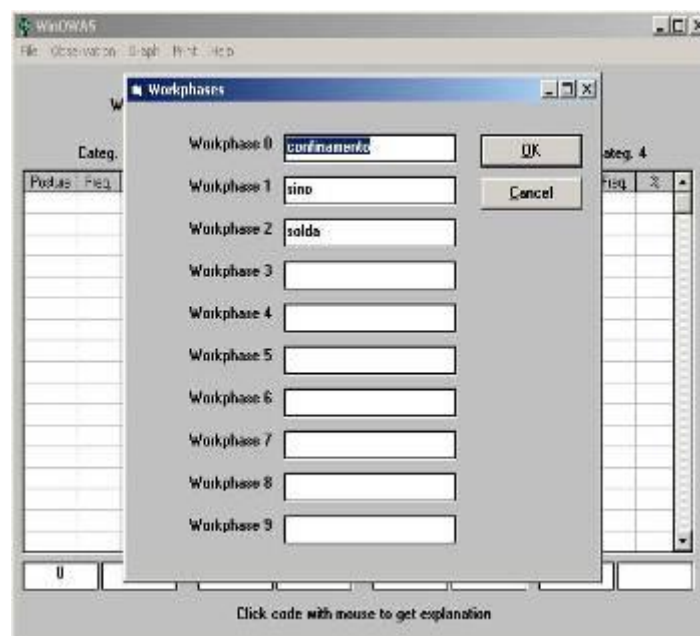 WinOWAS
File Observation Graph Print Help
Workphases
W
Workphase 0 confinamento OK
Categ. ateg. 4
Workphase 1 sino Cancel
Posture Freq. Freq. % 
Workphase 2 solda
Workphase 3
Workphase 4
Workphase 5
Workphase 6
Workphase 7
Workphase 8
Workphase 9
0
Click code with mouse to get explanation